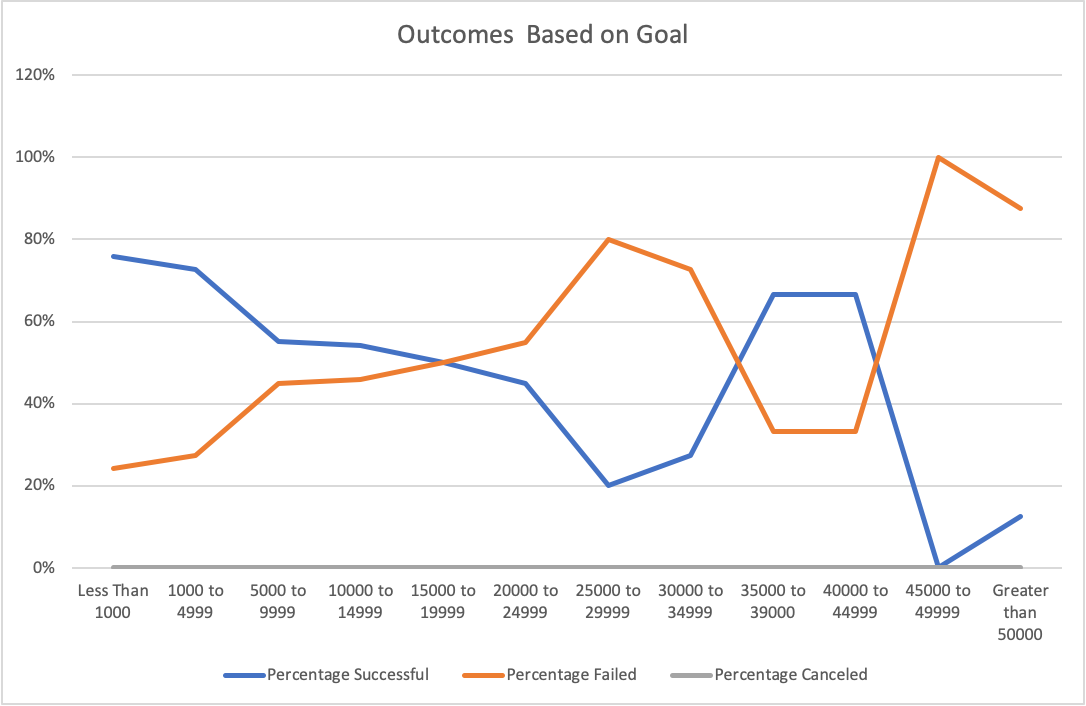 Outcomes  Based on Goal
120%
100%
80%
60%
40%
20%
0%
Less Than
1000
1000 to
4999
5000 to
9999
10000 to
14999
15000 to
19999
20000 to
24999
25000 to
29999
30000 to
34999
35000 to
39000
40000 to
44999
45000 to
49999
Greater
than
50000
Percentage Successful
Percentage Failed
Percentage Canceled